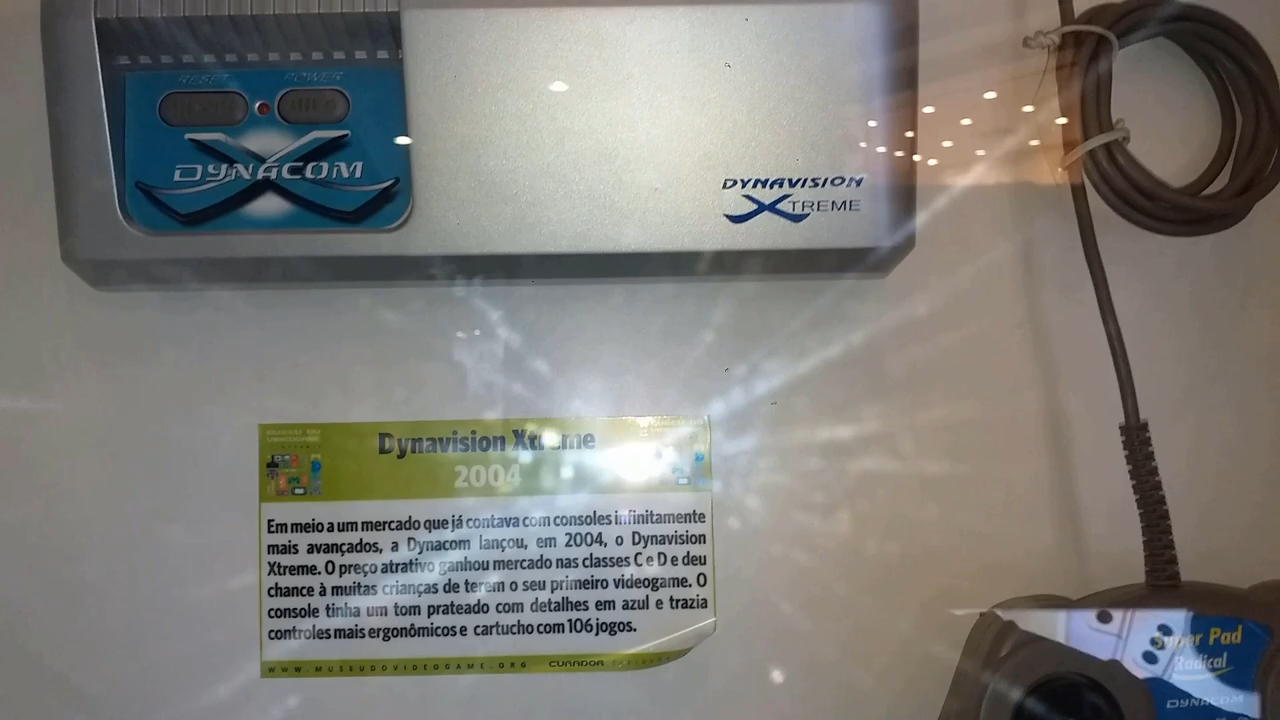 RESET POWER
DYNACOM
DYNAVISION
XTREME
MUSEU DO
VIDEOGAME
Dynavision Xtreme
2004
Em meio a um mercado que já contava com consoles infinitamente
mais avançados, a Dynacom lançou, em 2004, o Dynavision
Xtreme. O preço atrativo ganhou mercado nas classes C e D e deu
chance à muitas crianças de terem o seu primeiro videogame. O
console tinha um tom prateado com detalhes em azul e trazia
controles mais ergonômicos e cartucho com 106 jogos.
WWW.MUSEUDOVIDEOGAME.ORG CURADOR
Super Pad
Radical
DYNACOM